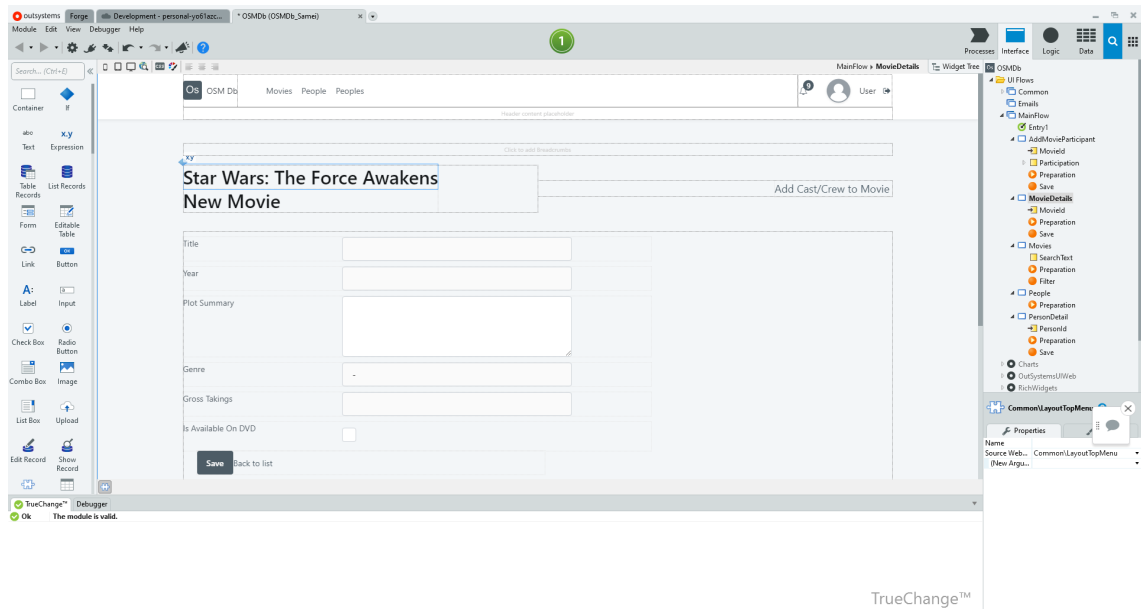 outsystems Forge Development - personal-yo61azc... * OSMDb (OSMDb_Samei)
Module Edit View Debugger Help
1
Processes Interface Logic Data
Search... (Ctrl+E)
MainFlow MovieDetails Widget Tree
Container If
Text Expression
abc x.y
Table Records List Records
Form Editable Table
Link Button
Label Input
Check Box Radio Button
Combo Box Image
List Box Upload
Edit Record Show Record
Os OSM Db Movies People Peoples 9 User
Header content placeholder
Click to add Breadcrumbs
x.y
Star Wars: The Force Awakens
New Movie
Add Cast/Crew to Movie
Title
Year
Plot Summary
Genre
-
Gross Takings
Is Available On DVD
Save Back to list
Os OSMDb
UI Flows
Common
Emails
MainFlow
Entry1
AddMovieParticipant
MovieId
Participation
Preparation
Save
MovieDetails
MovieId
Preparation
Save
Movies
SearchText
Preparation
Filter
People
Preparation
PersonDetail
PersonId
Preparation
Save
Charts
OutSystemsUIWeb
RichWidgets
Common\LayoutTopMenu
Properties
Name
Source Web... Common\LayoutTopMenu
(New Argu...
TrueChange™ Debugger
Ok The module is valid.
TrueChange™